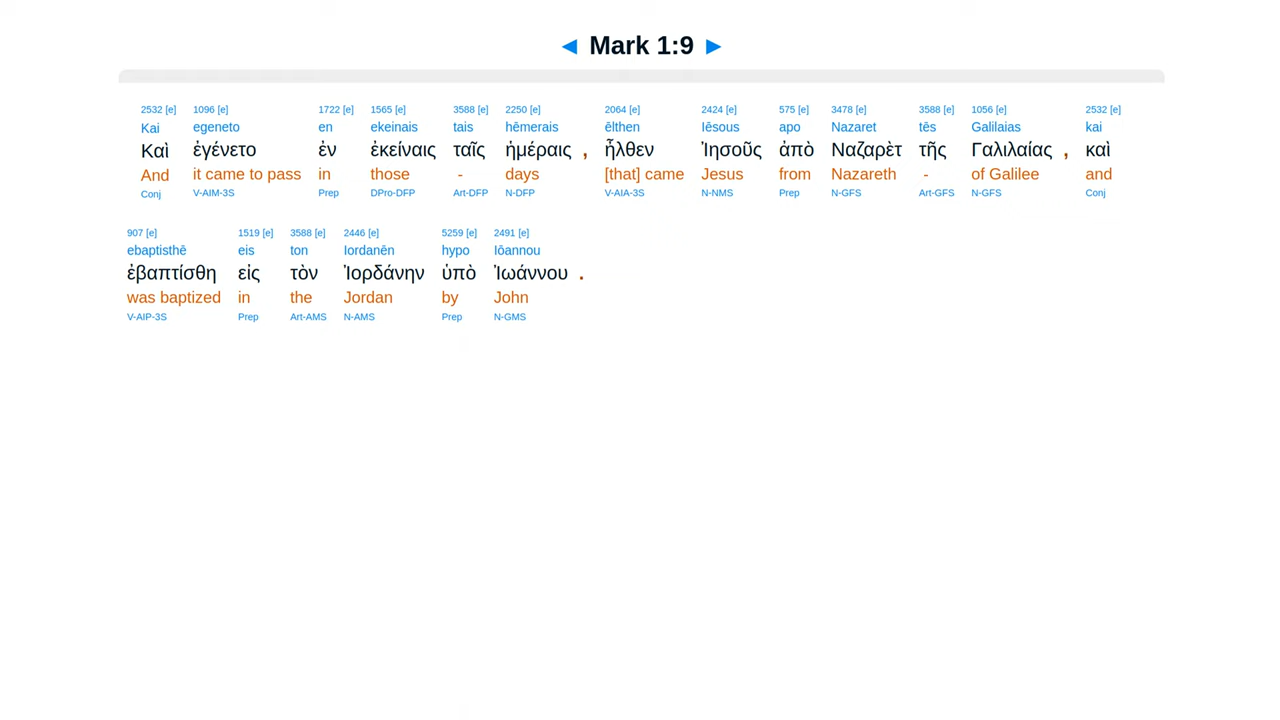 ◄ Mark 1:9 ►
2532 [e] 1096 [e] 1722 [e] 1565 [e] 3588 [e] 2250 [e] 2064 [e] 2424 [e] 575 [e] 3478 [e] 3588 [e] 1056 [e] 2532 [e]
Kai egeneto en ekeinais tais hēmerais ēlthen Iēsous apo Nazaret tēs Galilaias kai
Καὶ ἐγένετο ἐν ἐκείναις ταῖς ἡμέραις , ἦλθεν Ἰησοῦς ἀπὸ Ναζαρὲτ τῆς Γαλιλαίας , καὶ
And it came to pass in those - days [that] came Jesus from Nazareth - of Galilee and
Conj V-AIM-3S Prep DPro-DFP Art-DFP N-DFP V-AIA-3S N-NMS Prep N-GFS Art-GFS N-GFS Conj
907 [e] 1519 [e] 3588 [e] 2446 [e] 5259 [e] 2491 [e]
ebaptisthē eis ton Iordanēn hypo Iōannou
ἐβαπτίσθη εἰς τὸν Ἰορδάνην ὑπὸ Ἰωάννου .
was baptized in the Jordan by John
V-AIP-3S Prep Art-AMS N-AMS Prep N-GMS